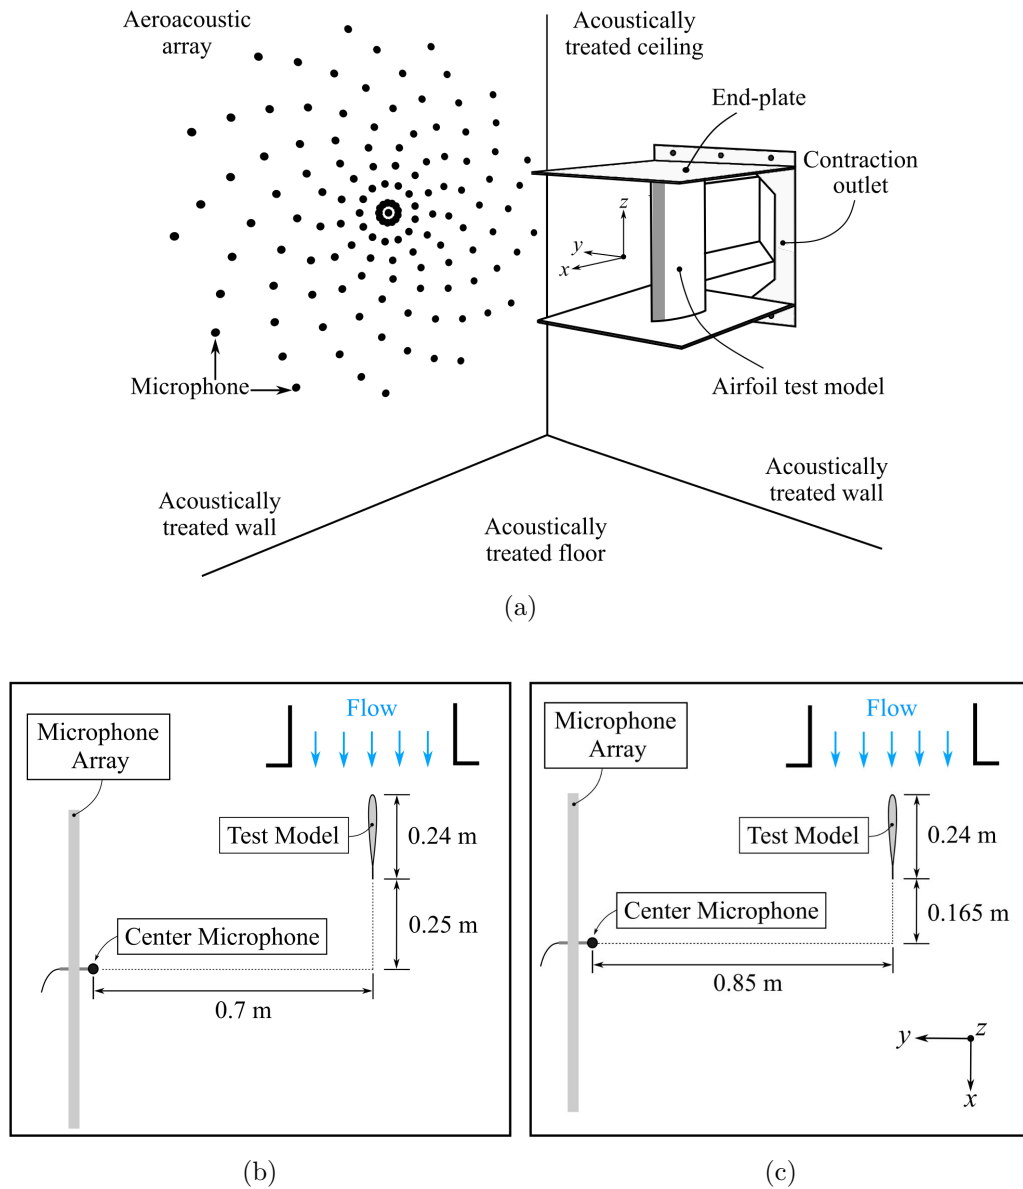 Aeroacoustic
array
Acoustically
treated ceiling
End-plate
Contraction
outlet
z
y
x
Microphone
Airfoil test model
Acoustically
treated wall
Acoustically
treated wall
Acoustically
treated floor
(a)
Microphone
Array
Flow
Test Model
0.24 m
0.25 m
Center Microphone
0.7 m
(b)
Microphone
Array
Flow
Test Model
0.24 m
Center Microphone
0.165 m
0.85 m
y
z
x
(c)